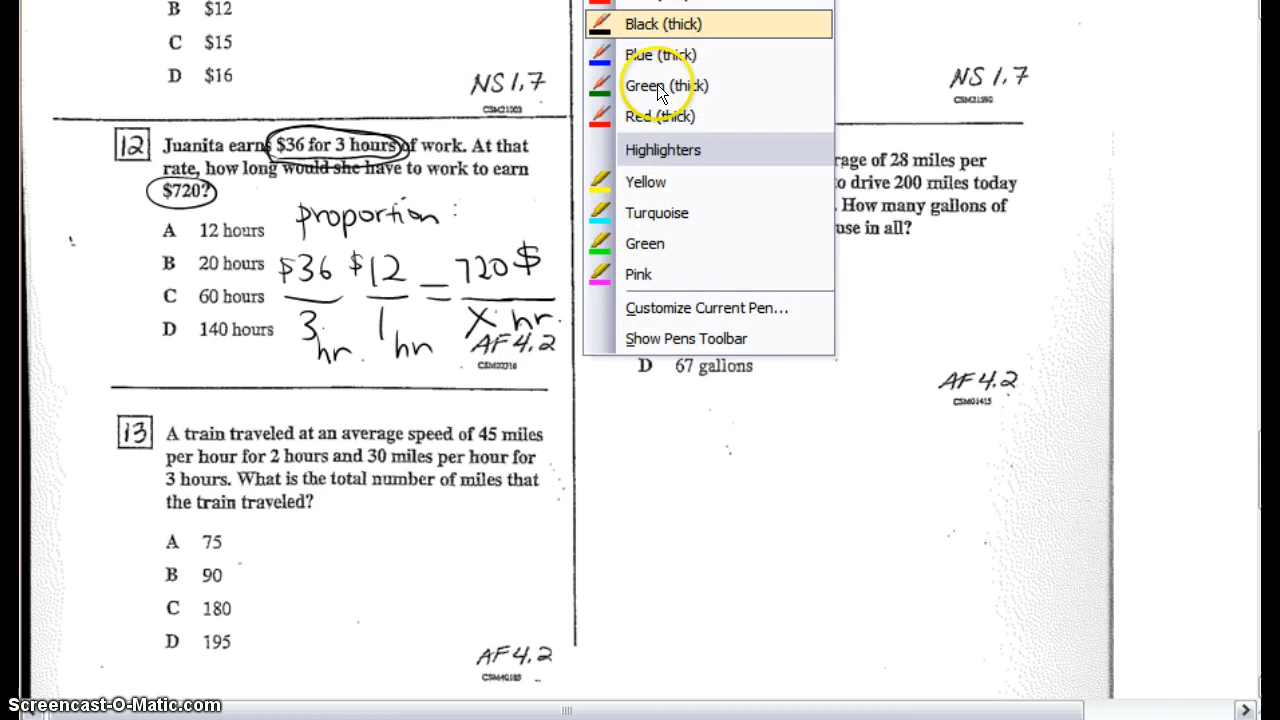 B $12
C $15
D $16
NS 1.7
CSM21003
12 Juanita earns $36 for 3 hours of work. At that
rate, how long would she have to work to earn
$720?
proportion:
A 12 hours
B 20 hours
C 60 hours
D 140 hours
$36 $12 = 720 $
3 hr. 1 hr x hr.
AF 4.2
13 A train traveled at an average speed of 45 miles
per hour for 2 hours and 30 miles per hour for
3 hours. What is the total number of miles that
the train traveled?
A 75
B 90
C 180
D 195
AF 4.2
Black (thick)
Blue (thick)
Green (thick)
Red (thick)
Highlighters
Yellow
Turquoise
Green
Pink
Customize Current Pen...
Show Pens Toolbar
NS 1.7
rage of 28 miles per
to drive 200 miles today
. How many gallons of
use in all?
D 67 gallons
AF 4.2
CSM01415
Screencast-O-Matic.com